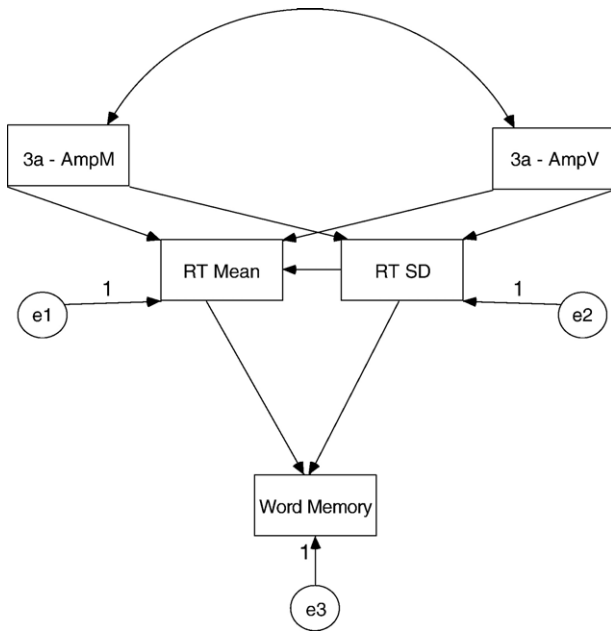 3a - AmpM
3a - AmpV
RT Mean
RT SD
1
1
e1
e2
Word Memory
1
e3